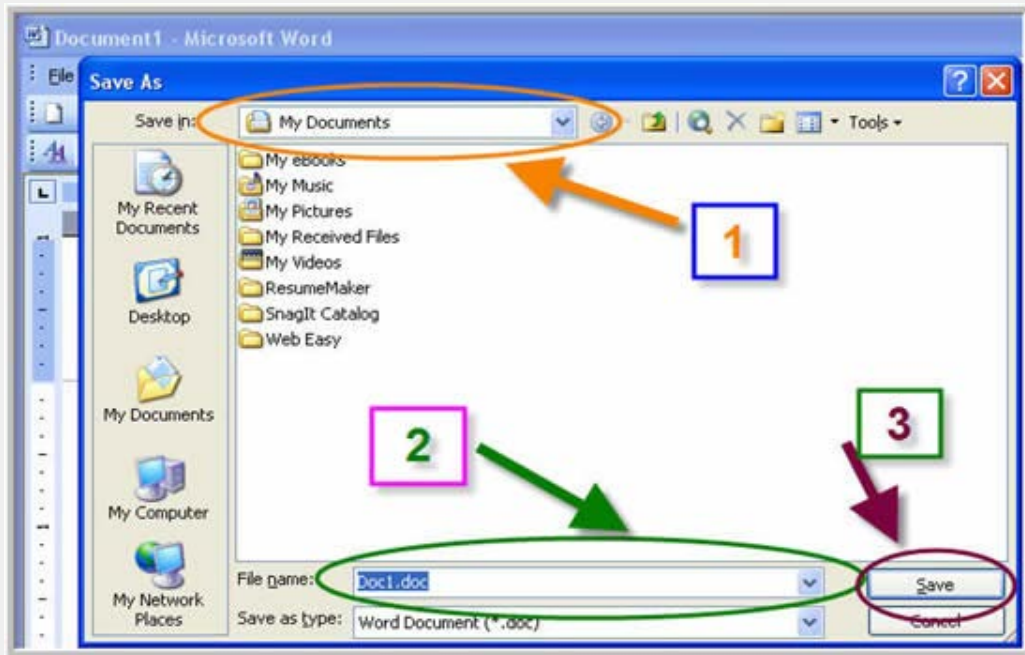 Document1 - Microsoft Word
File
Save As
Save in:
My Documents
Tools
My Recent
Documents
Desktop
My Documents
My Computer
My Network
Places
My eBooks
My Music
My Pictures
My Received Files
My Videos
ResumeMaker
SnagIt Catalog
Web Easy
1
2
3
File name:
Doc1.doc
Save
Save as type:
Word Document (*.doc)
Cancel